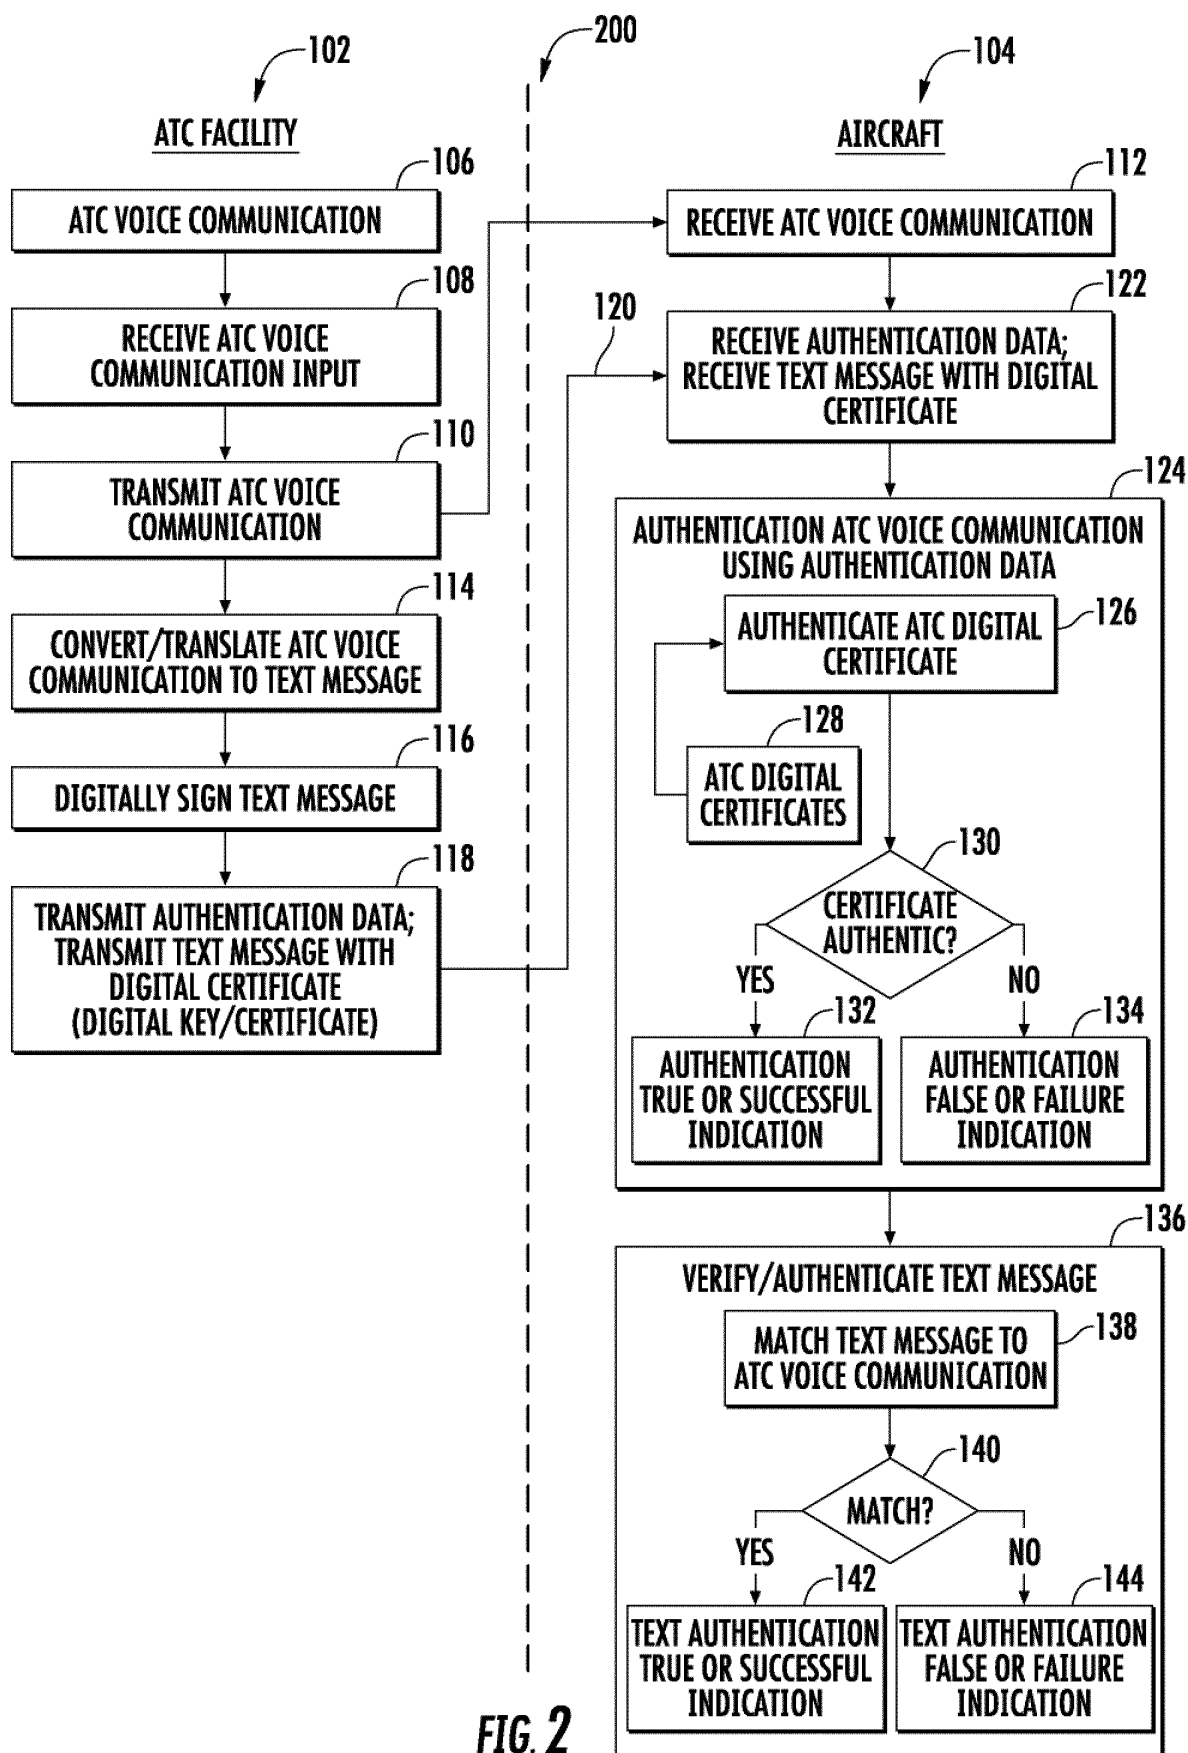 200
102
104
ATC FACILITY
AIRCRAFT
106
ATC VOICE COMMUNICATION
108
RECEIVE ATC VOICE
COMMUNICATION INPUT
110
TRANSMIT ATC VOICE
COMMUNICATION
114
CONVERT/TRANSLATE ATC VOICE
COMMUNICATION TO TEXT MESSAGE
116
DIGITALLY SIGN TEXT MESSAGE
118
TRANSMIT AUTHENTICATION DATA;
TRANSMIT TEXT MESSAGE WITH
DIGITAL CERTIFICATE
(DIGITAL KEY/CERTIFICATE)
112
RECEIVE ATC VOICE COMMUNICATION
120
122
RECEIVE AUTHENTICATION DATA;
RECEIVE TEXT MESSAGE WITH DIGITAL
CERTIFICATE
124
AUTHENTICATION ATC VOICE COMMUNICATION
USING AUTHENTICATION DATA
126
AUTHENTICATE ATC DIGITAL
CERTIFICATE
128
ATC DIGITAL
CERTIFICATES
130
CERTIFICATE
AUTHENTIC?
YES
NO
132
AUTHENTICATION
TRUE OR SUCCESSFUL
INDICATION
134
AUTHENTICATION
FALSE OR FAILURE
INDICATION
136
VERIFY/AUTHENTICATE TEXT MESSAGE
138
MATCH TEXT MESSAGE TO
ATC VOICE COMMUNICATION
140
MATCH?
YES
NO
142
TEXT AUTHENTICATION
TRUE OR SUCCESSFUL
INDICATION
144
TEXT AUTHENTICATION
FALSE OR FAILURE
INDICATION
FIG. 2